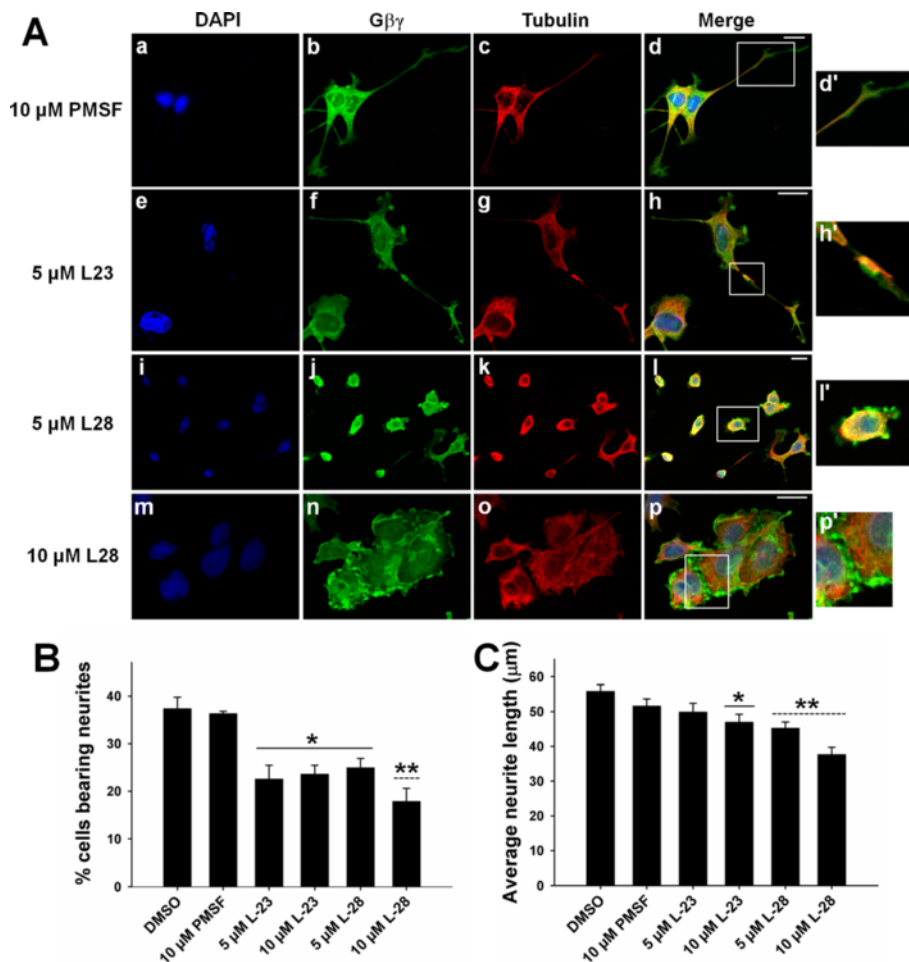 A
DAPI Gβγ Tubulin Merge
10 µM PMSF
a b c d d'
5 µM L23
e f g h h'
5 µM L28
i j k l l'
10 µM L28
m n o p p'
B
% cells bearing neurites
40
30
20
10
0
*
**
DMSO
10 µM PMSF
5 µM L-23
10 µM L-23
5 µM L-28
10 µM L-28
C
Average neurite length (µm)
60
50
40
30
20
10
0
*
**
DMSO
10 µM PMSF
5 µM L-23
10 µM L-23
5 µM L-28
10 µM L-28